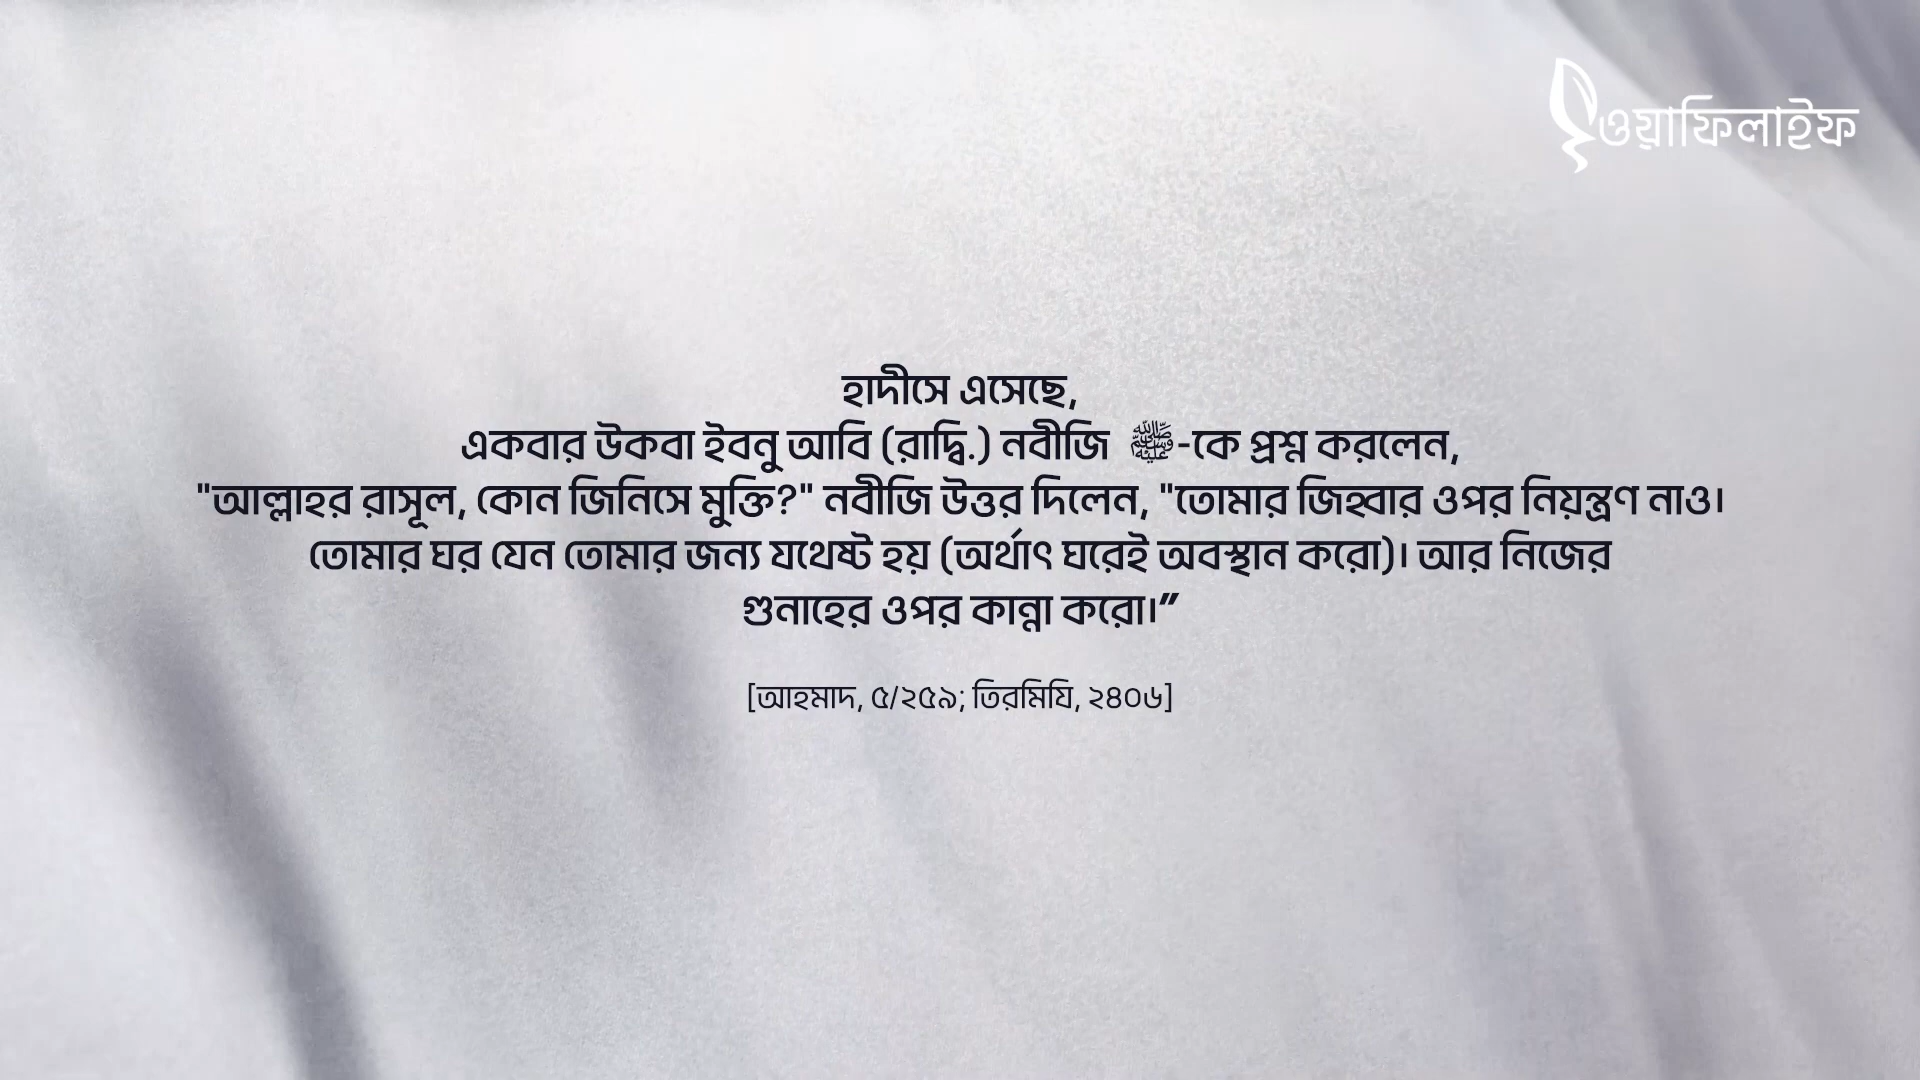 ওয়াফিলাইফ
হাদীসে এসেছে,
একবার উকবা ইবনু আবি (রাদ্বি.) নবীজি ﷺ-কে প্রশ্ন করলেন,
"আল্লাহর রাসূল, কোন জিনিসে মুক্তি?" নবীজি উত্তর দিলেন, "তোমার জিহ্বার ওপর নিয়ন্ত্রণ নাও।
তোমার ঘর যেন তোমার জন্য যথেষ্ট হয় (অর্থাৎ ঘরেই অবস্থান করো)। আর নিজের
গুনাহের ওপর কান্না করো।”
[আহমাদ, ৫/২৫৯; তিরমিযি, ২৪০৬]